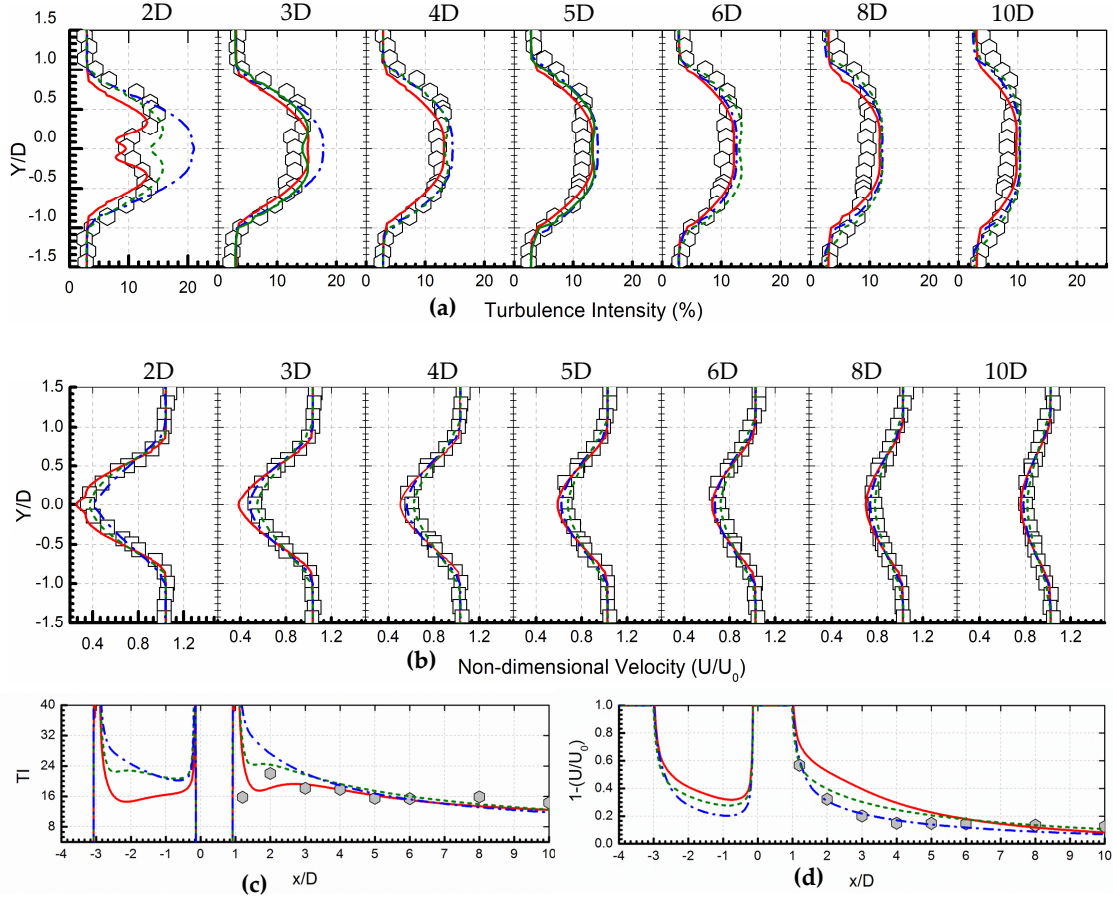 2D 3D 4D 5D 6D 8D 10D
1.5
1.0
0.5
0.0
-0.5
-1.0
-1.5
Y/D
0 10 20 0 10 20 0 10 20 0 10 20 0 10 20 0 10 20 0 10 20
(a) Turbulence Intensity (%)
2D 3D 4D 5D 6D 8D 10D
1.5
1.0
0.5
0.0
-0.5
-1.0
-1.5
Y/D
0.4 0.8 1.2 0.4 0.8 1.2 0.4 0.8 1.2 0.4 0.8 1.2 0.4 0.8 1.2 0.4 0.8 1.2 0.4 0.8 1.2
(b) Non-dimensional Velocity (U/U0)
40
32
24
16
8
TI
-4 -3 -2 -1 0 1 2 3 4 5 6 7 8 9 10
(c) x/D
1.0
0.8
0.6
0.4
0.2
0.0
1-(U/U0)
-4 -3 -2 -1 0 1 2 3 4 5 6 7 8 9 10
(d) x/D